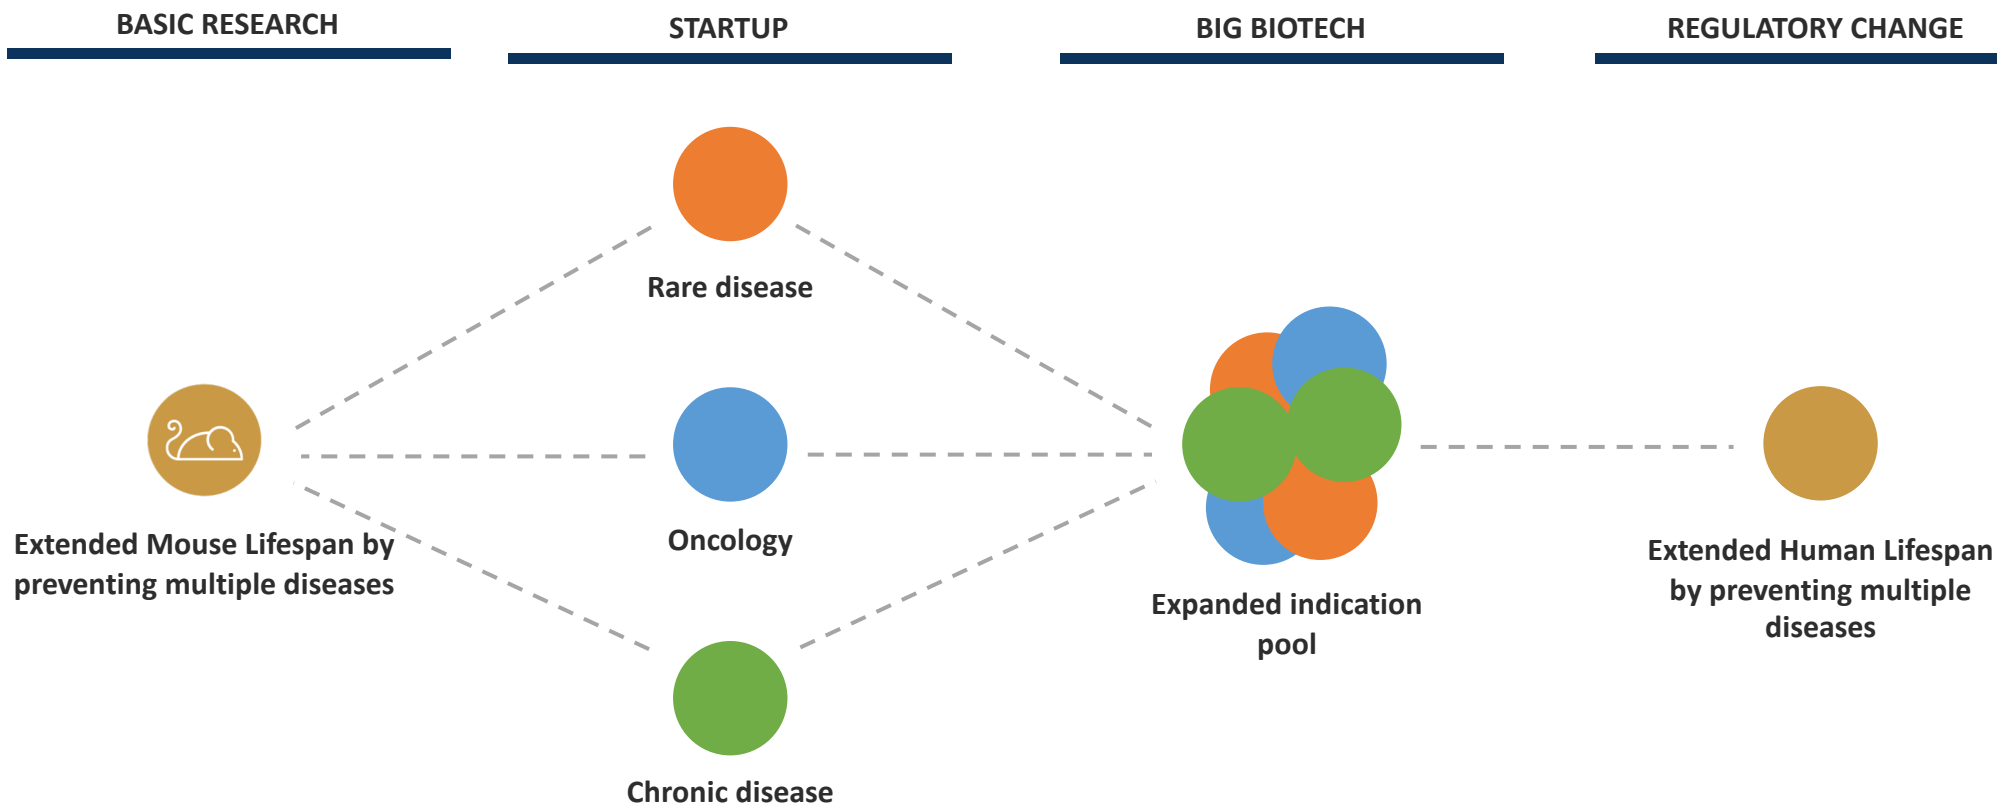 BASIC RESEARCH
STARTUP
BIG BIOTECH
REGULATORY CHANGE
Rare disease
Extended Mouse Lifespan by
preventing multiple diseases
Oncology
Chronic disease
Expanded indication
pool
Extended Human Lifespan
by preventing multiple
diseases